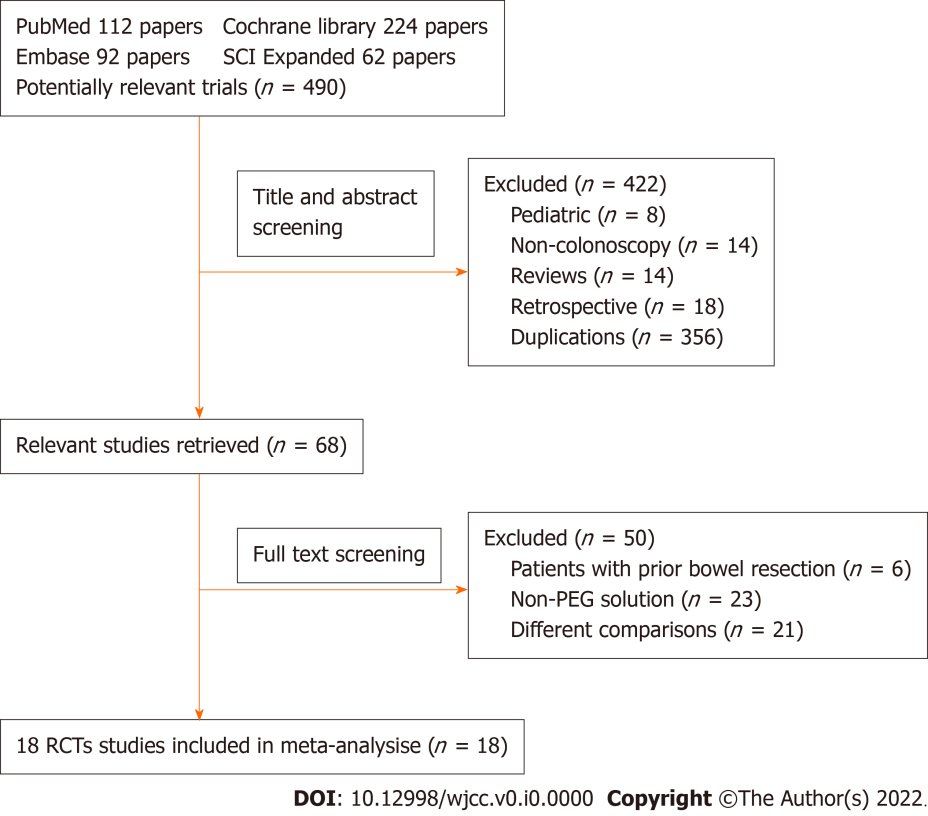 PubMed 112 papers Cochrane library 224 papers
Embase 92 papers SCI Expanded 62 papers
Potentially relevant trials (n = 490)
Title and abstract
screening
Excluded (n = 422)
Pediatric (n = 8)
Non-colonoscopy (n = 14)
Reviews (n = 14)
Retrospective (n = 18)
Duplications (n = 356)
Relevant studies retrieved (n = 68)
Full text screening
Excluded (n = 50)
Patients with prior bowel resection (n = 6)
Non-PEG solution (n = 23)
Different comparisons (n = 21)
18 RCTs studies included in meta-analysise (n = 18)
DOI: 10.12998/wjcc.v0.i0.0000 Copyright ©The Author(s) 2022.